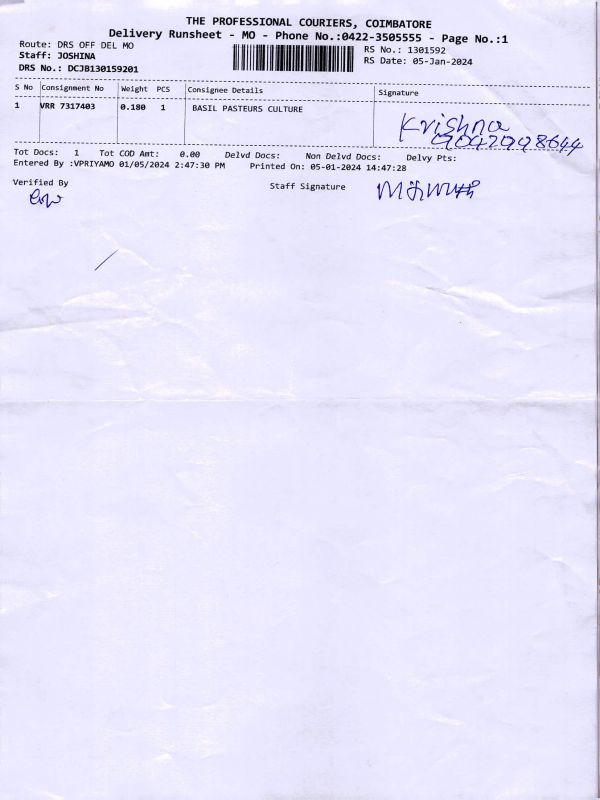 THE PROFESSIONAL COURIERS, COIMBATORE
Delivery Runsheet - MO - Phone No.:0422-3505555 - Page No.:1
Route: DRS OFF DEL MO
Staff: JOSHINA
DRS No.: DCJB130159201
RS No.: 1301592
RS Date: 05-Jan-2024
S No Consignment No Weight PCS Consignee Details Signature
1 VRR 7317403 0.180 1 BASIL PASTEURS CULTURE
Krishna
Tot Docs: 1 Tot COD Amt: 0.00 Delvd Docs: Non Delvd Docs: Delvy Pts:
Entered By :VPRIYAMO 01/05/2024 2:47:30 PM Printed On: 05-01-2024 14:47:28
Verified By Staff Signature